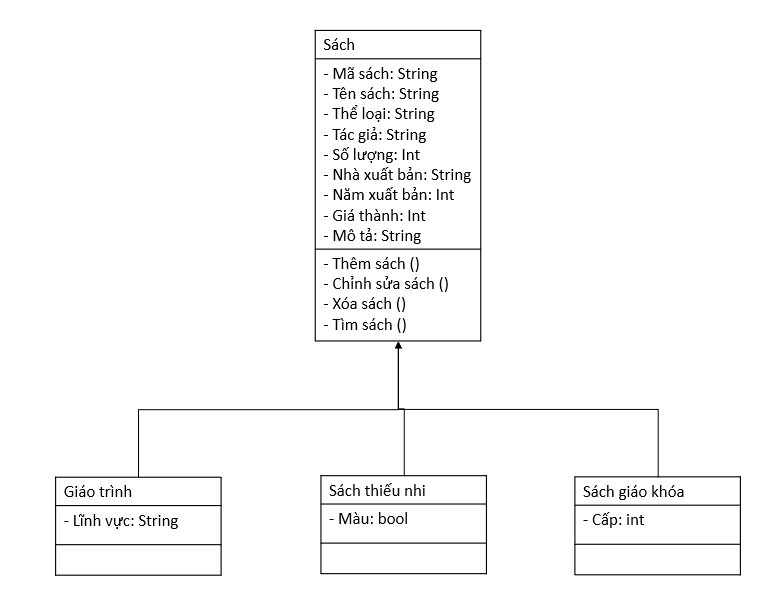 Sách
- Mã sách: String
- Tên sách: String
- Thể loại: String
- Tác giả: String
- Số lượng: Int
- Nhà xuất bản: String
- Năm xuất bản: Int
- Giá thành: Int
- Mô tả: String
- Thêm sách ()
- Chỉnh sửa sách ()
- Xóa sách ()
- Tìm sách ()
Giáo trình
- Lĩnh vực: String
Sách thiếu nhi
- Màu: bool
Sách giáo khóa
- Cấp: int